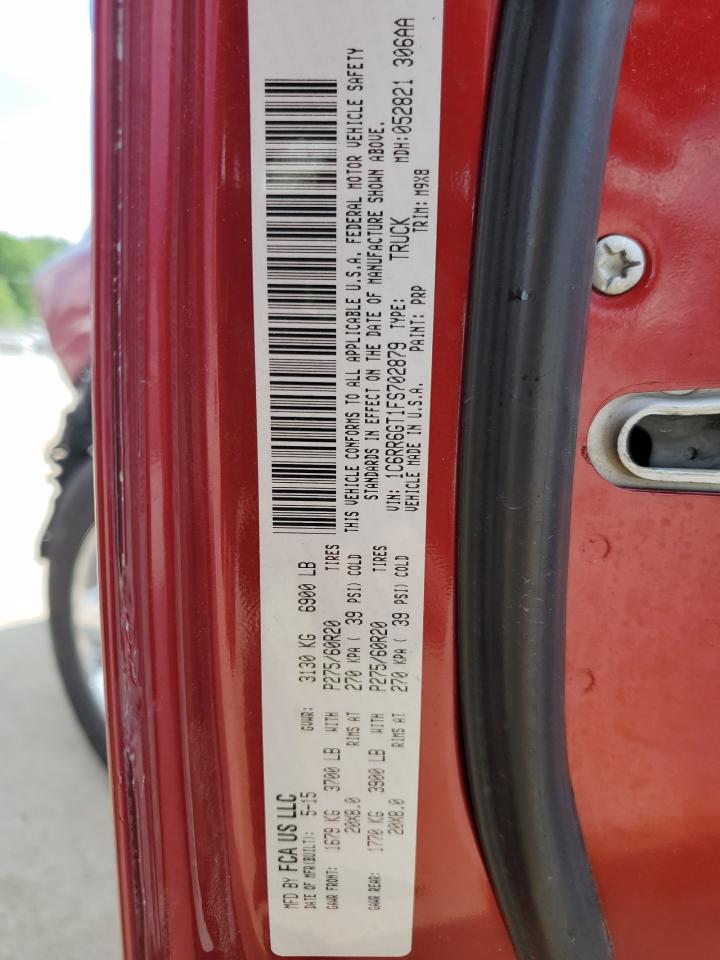 MFD BY FCA US LLC
DATE OF MFR(BUILT): 5-15 GVWR: 3130 KG 6900 LB
GAWR FRONT: 1679 KG 3700 LB WITH P275/60R20 TIRES
20X8.0 RIMS AT 270 KPA ( 39 PSI) COLD
GAWR REAR: 1770 KG 3900 LB WITH P275/60R20 TIRES
20X8.0 RIMS AT 270 KPA ( 39 PSI) COLD
THIS VEHICLE CONFORMS TO ALL APPLICABLE U.S.A. FEDERAL MOTOR VEHICLE SAFETY
STANDARDS IN EFFECT ON THE DATE OF MANUFACTURE SHOWN ABOVE.
VIN: 1C6RR6GT1FS702879 TYPE: TRUCK MDH:052821 306AA
VEHICLE MADE IN U.S.A. PAINT: PRP TRIM: M9X8